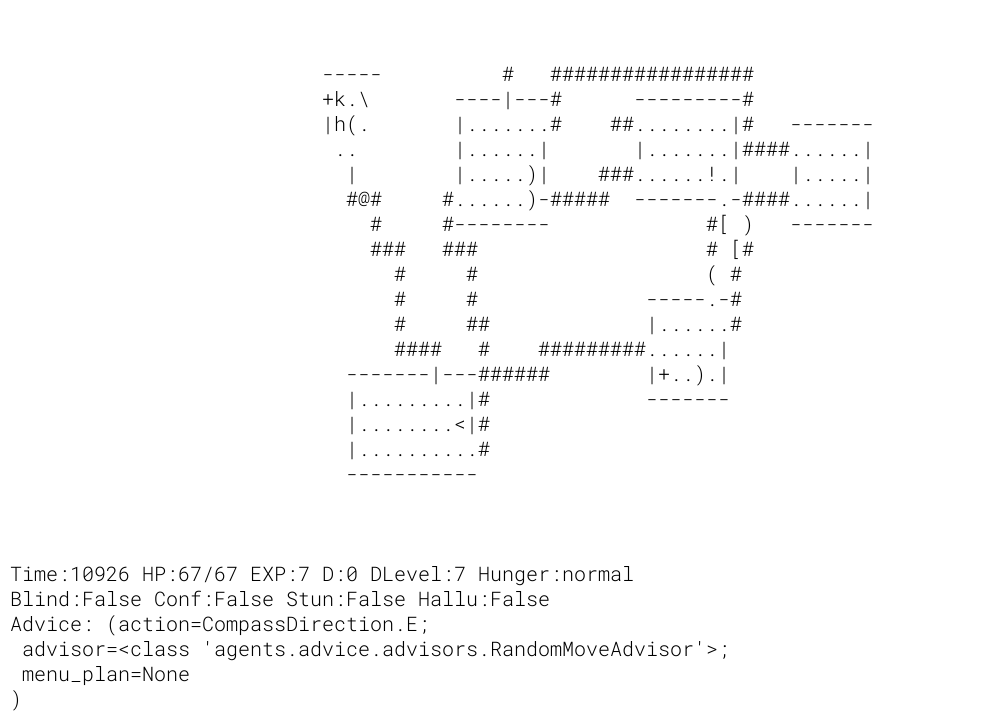 -----          #   #################
                          +k.\       ----|---#      ---------#
                          |h(.       |.......#    ##........|#   -------
                           ..        |......|       |.......|####......|
                            |        |.....)|    ###......!.|    |.....|
                            #@#     #......)-#####  -------.-####......|
                              #     #--------             #[ )   -------
                              ###   ###                   # [#
                                #     #                   ( #
                                #     #              -----.-#
                                #     ##             |......#
                                ####   #    #########......|
                            -------|---######        |+..).|
                            |.........|#             -------
                            |........<|#
                            |..........#
                            -----------
Time:10926 HP:67/67 EXP:7 D:0 DLevel:7 Hunger:normal
Blind:False Conf:False Stun:False Hallu:False
Advice: (action=CompassDirection.E;
 advisor=<class 'agents.advice.advisors.RandomMoveAdvisor'>;
 menu_plan=None
)